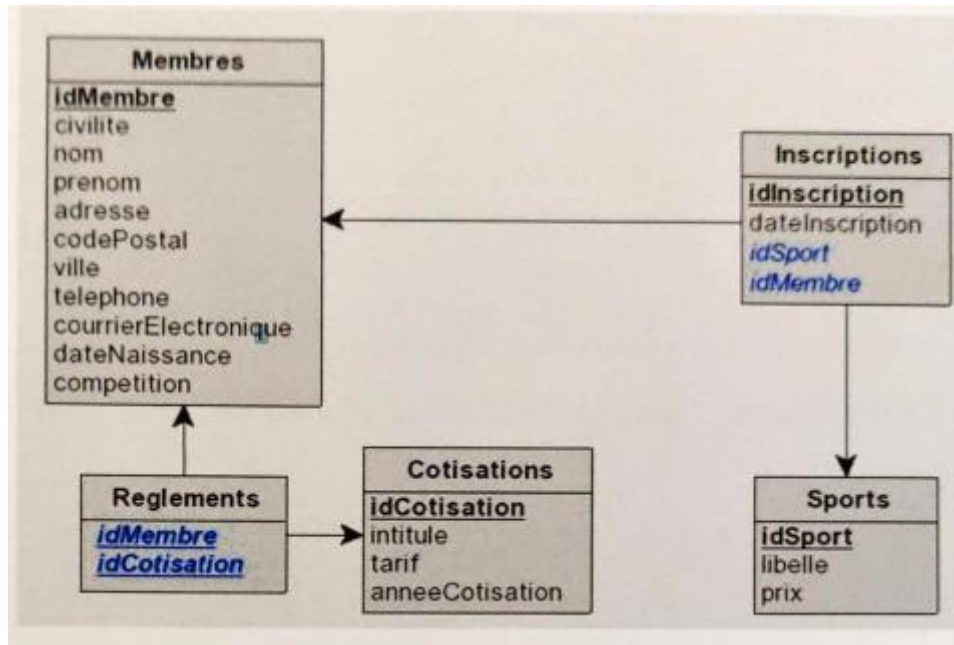 Membres
idMembre
civilite
nom
prenom
adresse
codePostal
ville
telephone
courrierElectronique
dateNaissance
competition
Inscriptions
idInscription
dateInscription
idSport
idMembre
Reglements
idMembre
idCotisation
Cotisations
idCotisation
intitule
tarif
anneeCotisation
Sports
idSport
libelle
prix